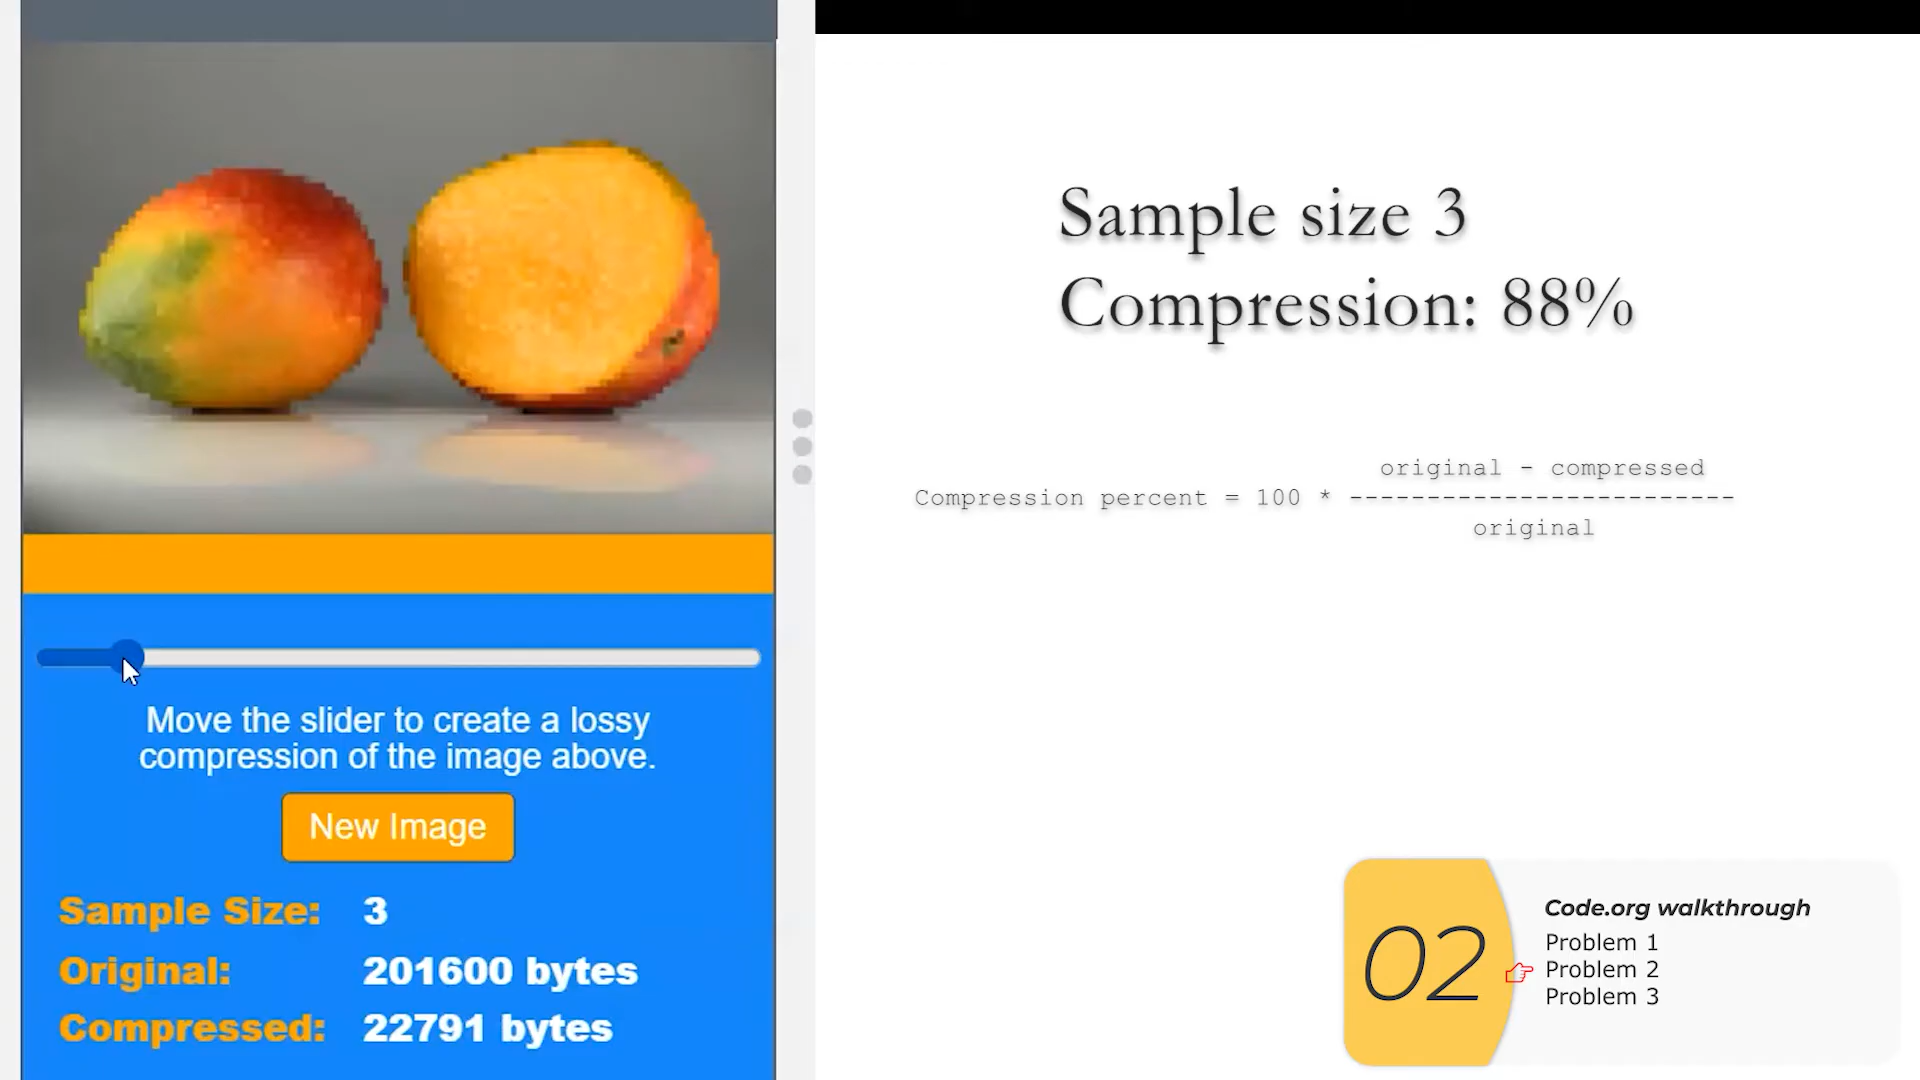 Move the slider to create a lossy
compression of the image above.
New Image
Sample Size: 3
Original: 201600 bytes
Compressed: 22791 bytes
Sample size 3
Compression: 88%
original - compressed
Compression percent = 100 * -------------------------
original
02
Code.org walkthrough
Problem 1
Problem 2
Problem 3